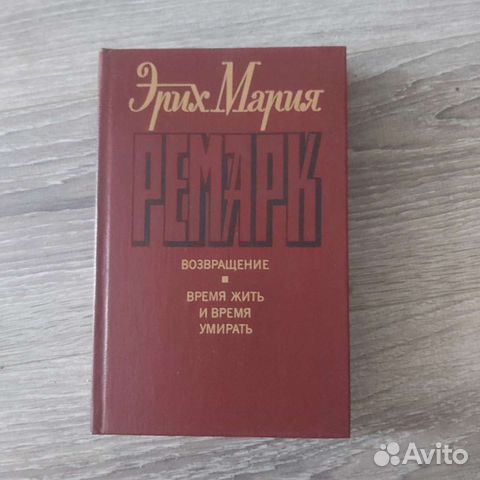 Эрих Мария
РЕМАРК
ВОЗВРАЩЕНИЕ
ВРЕМЯ ЖИТЬ
И ВРЕМЯ
УМИРАТЬ
Avito